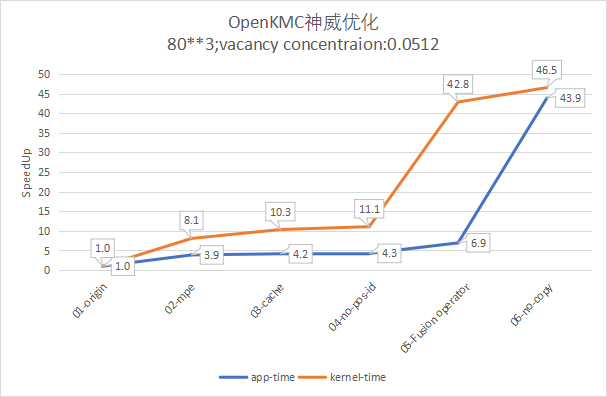 OpenKMC神威优化
80**3;vacancy concentraion:0.0512
SpeedUp
50
45
40
35
30
25
20
15
10
5
0
1.0
8.1
10.3
11.1
42.8
46.5
1.0
3.9
4.2
4.3
6.9
43.9
01-origin
02-mpe
03-cache
04-no-pos-id
05-Fusion operator
06-no-copy
app-time
kernel-time